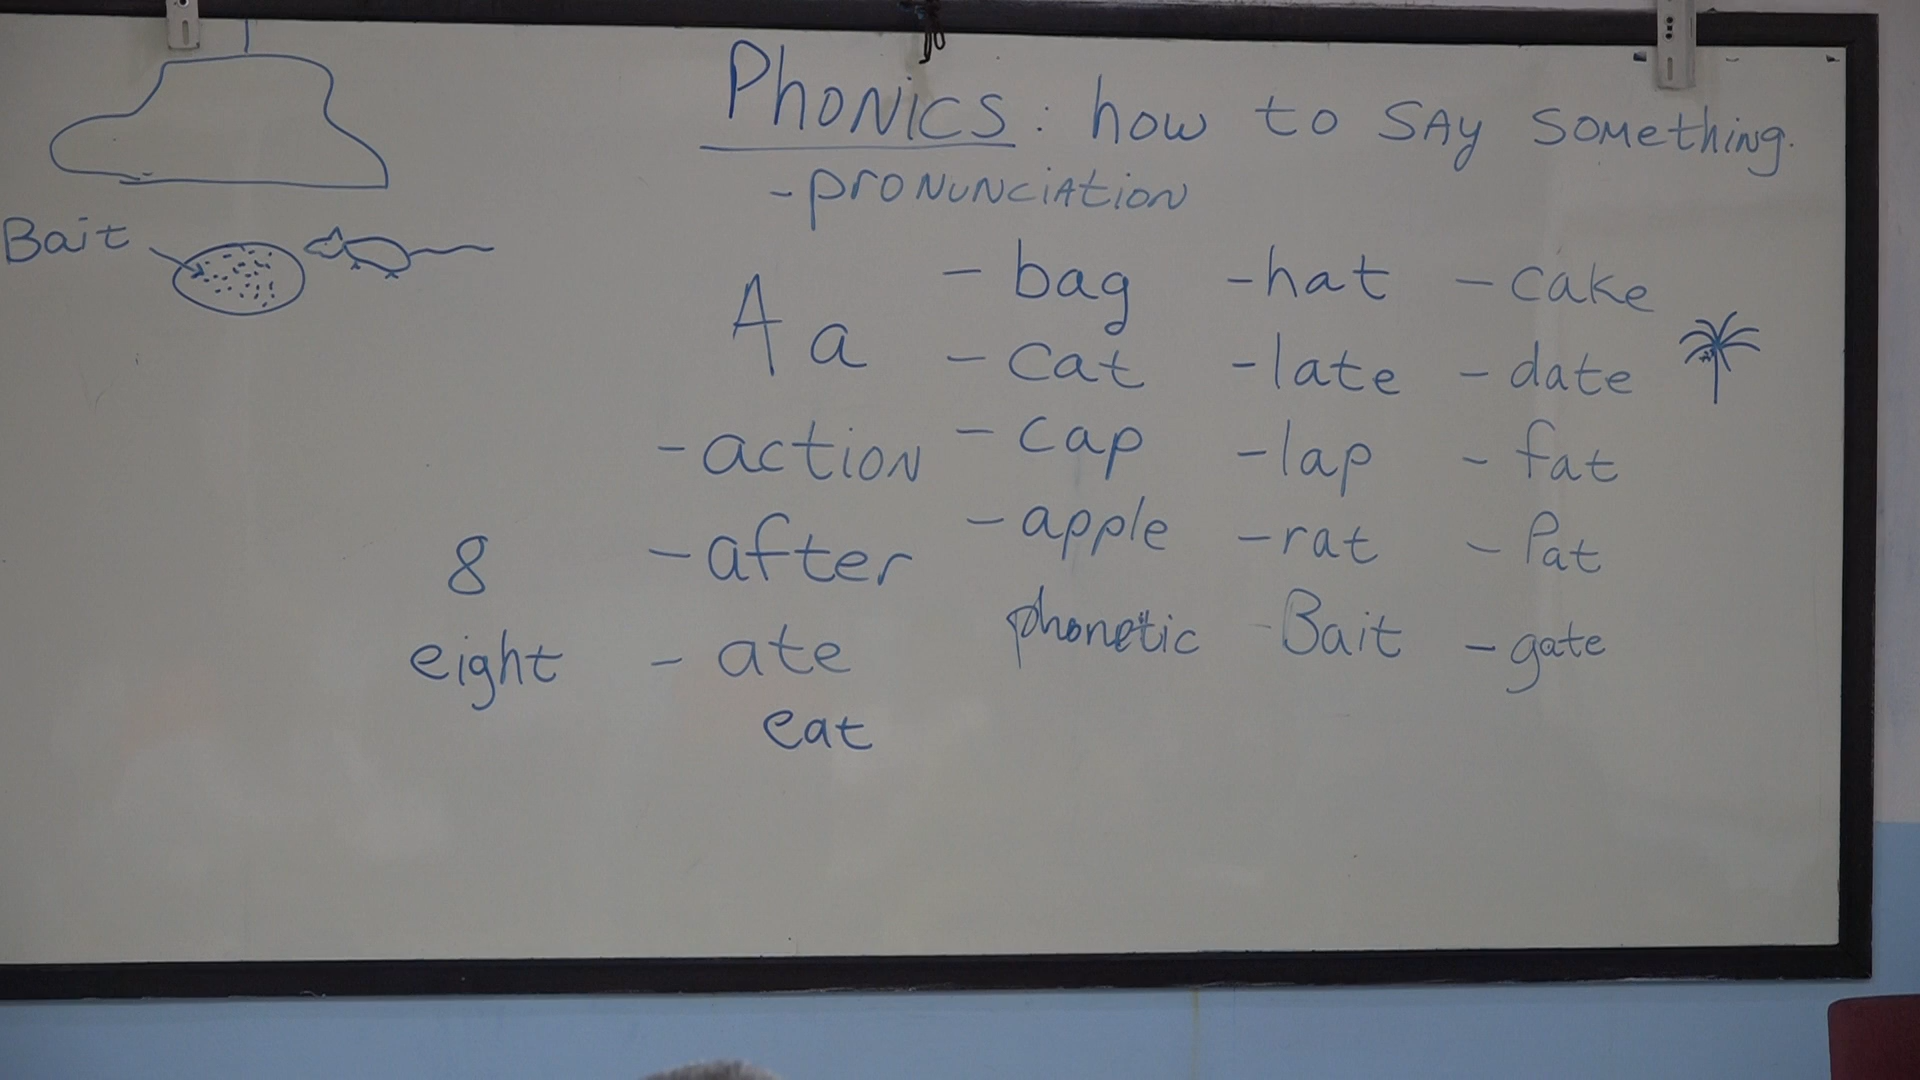 Phonics: how to say something.
- pronunciation
Bait
Aa
- bag - hat - cake
- cat - late - date
- action - cap - lap - fat
- after - apple - rat - Pat
8
eight - ate phonetic - Bait - gate
eat